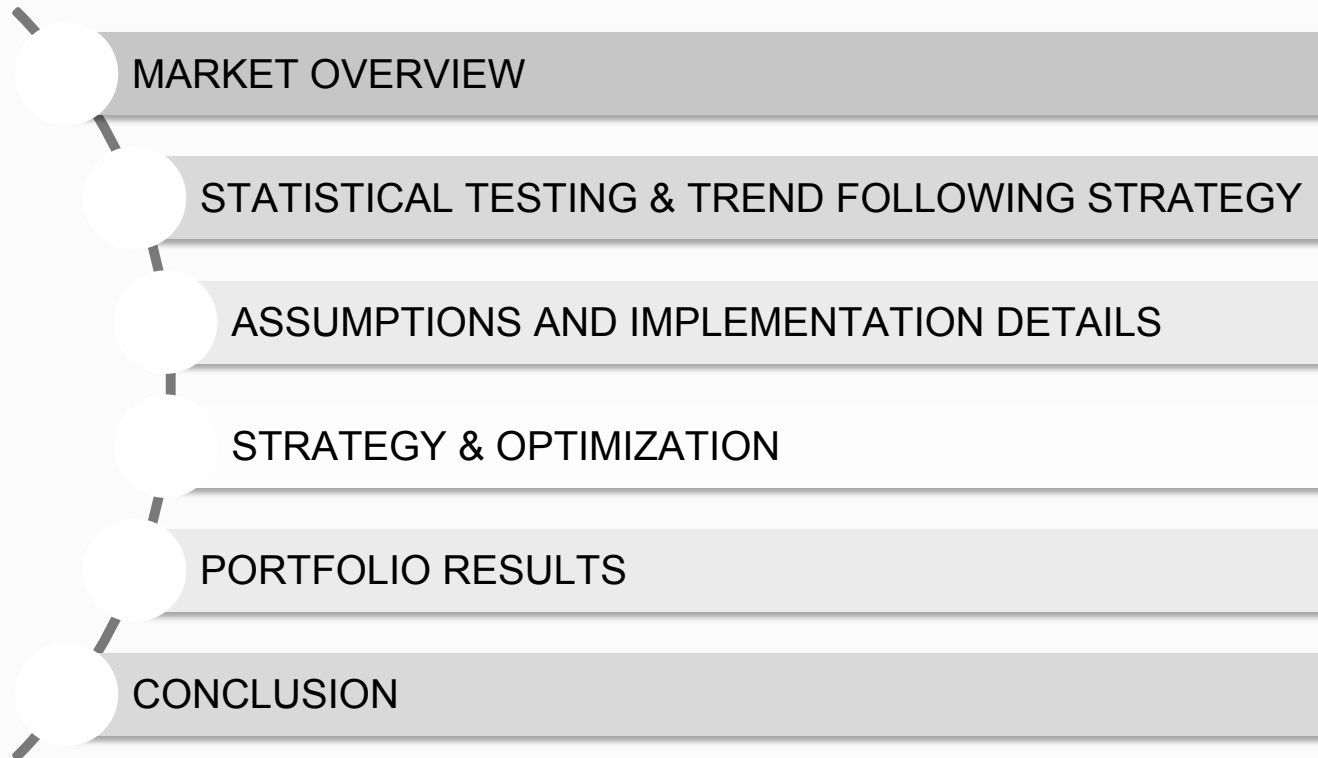 MARKET OVERVIEW
STATISTICAL TESTING & TREND FOLLOWING STRATEGY
ASSUMPTIONS AND IMPLEMENTATION DETAILS
STRATEGY & OPTIMIZATION
PORTFOLIO RESULTS
CONCLUSION